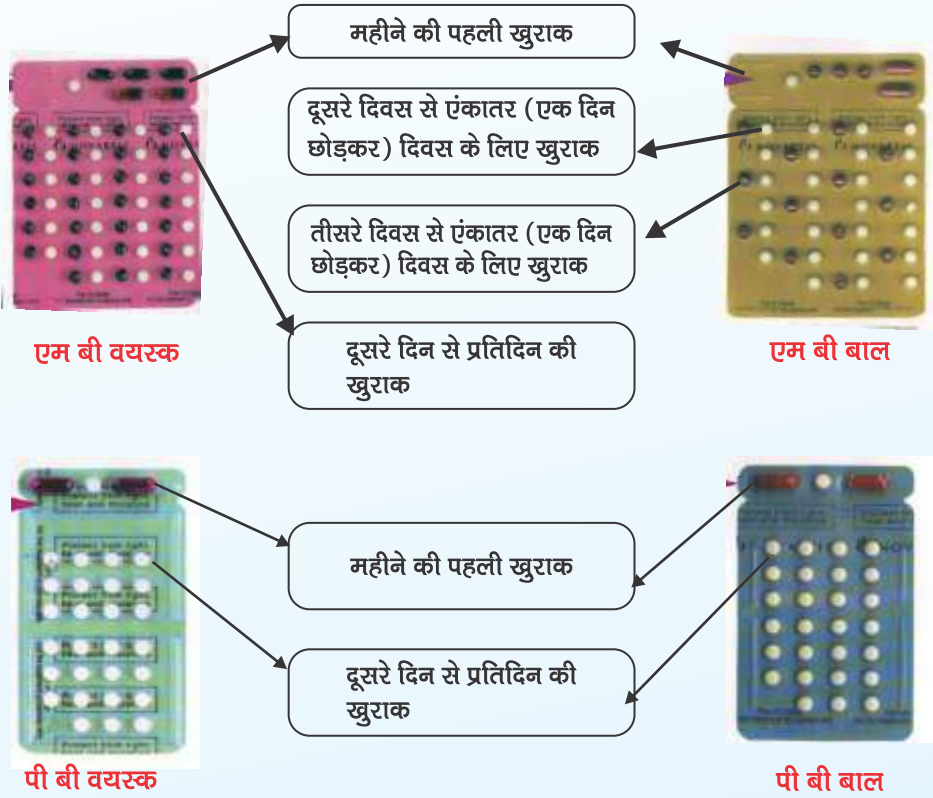 महीने की पहली खुराक
दूसरे दिवस से एंकातर (एक दिन
छोड़कर) दिवस के लिए खुराक
तीसरे दिवस से एंकातर (एक दिन
छोड़कर) दिवस के लिए खुराक
एम बी वयस्क
एम बी बाल
दूसरे दिन से प्रतिदिन की
खुराक
महीने की पहली खुराक
दूसरे दिन से प्रतिदिन की
खुराक
पी बी वयस्क
पी बी बाल